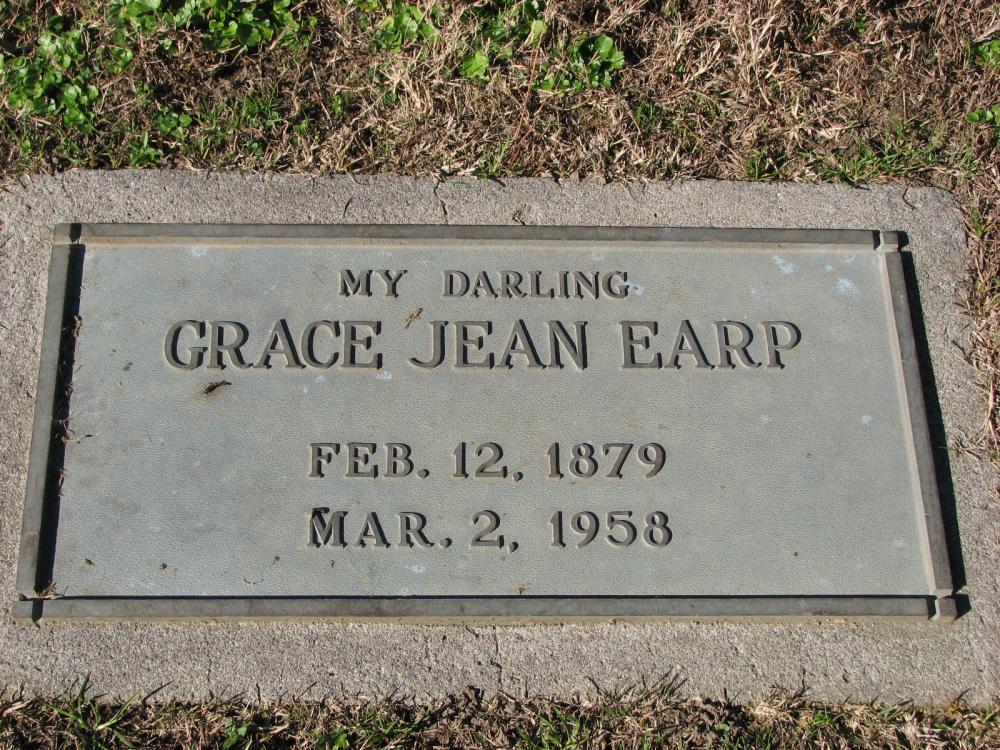 MY DARLING
GRACE JEAN EARP
FEB. 12, 1879
MAR. 2, 1958